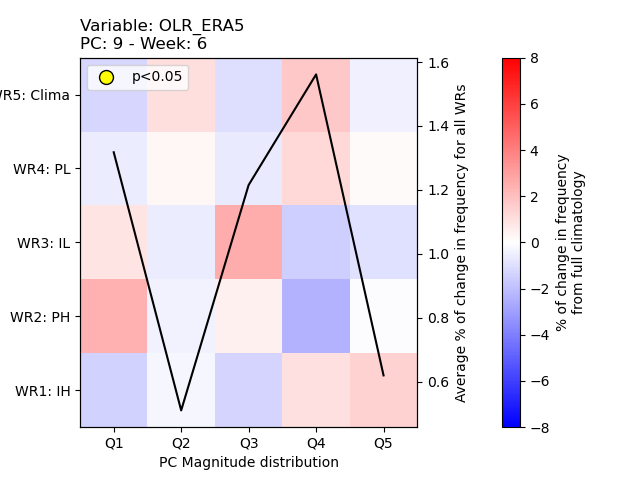 Variable: OLR_ERA5
PC: 9 - Week: 6
p<0.05
WR5: Clima
WR4: PL
WR3: IL
WR2: PH
WR1: IH
Q1 Q2 Q3 Q4 Q5
PC Magnitude distribution
1.6
1.4
1.2
1.0
0.8
0.6
Average % of change in frequency for all WRs
8
6
4
2
0
−2
−4
−6
−8
% of change in frequency
from full climatology